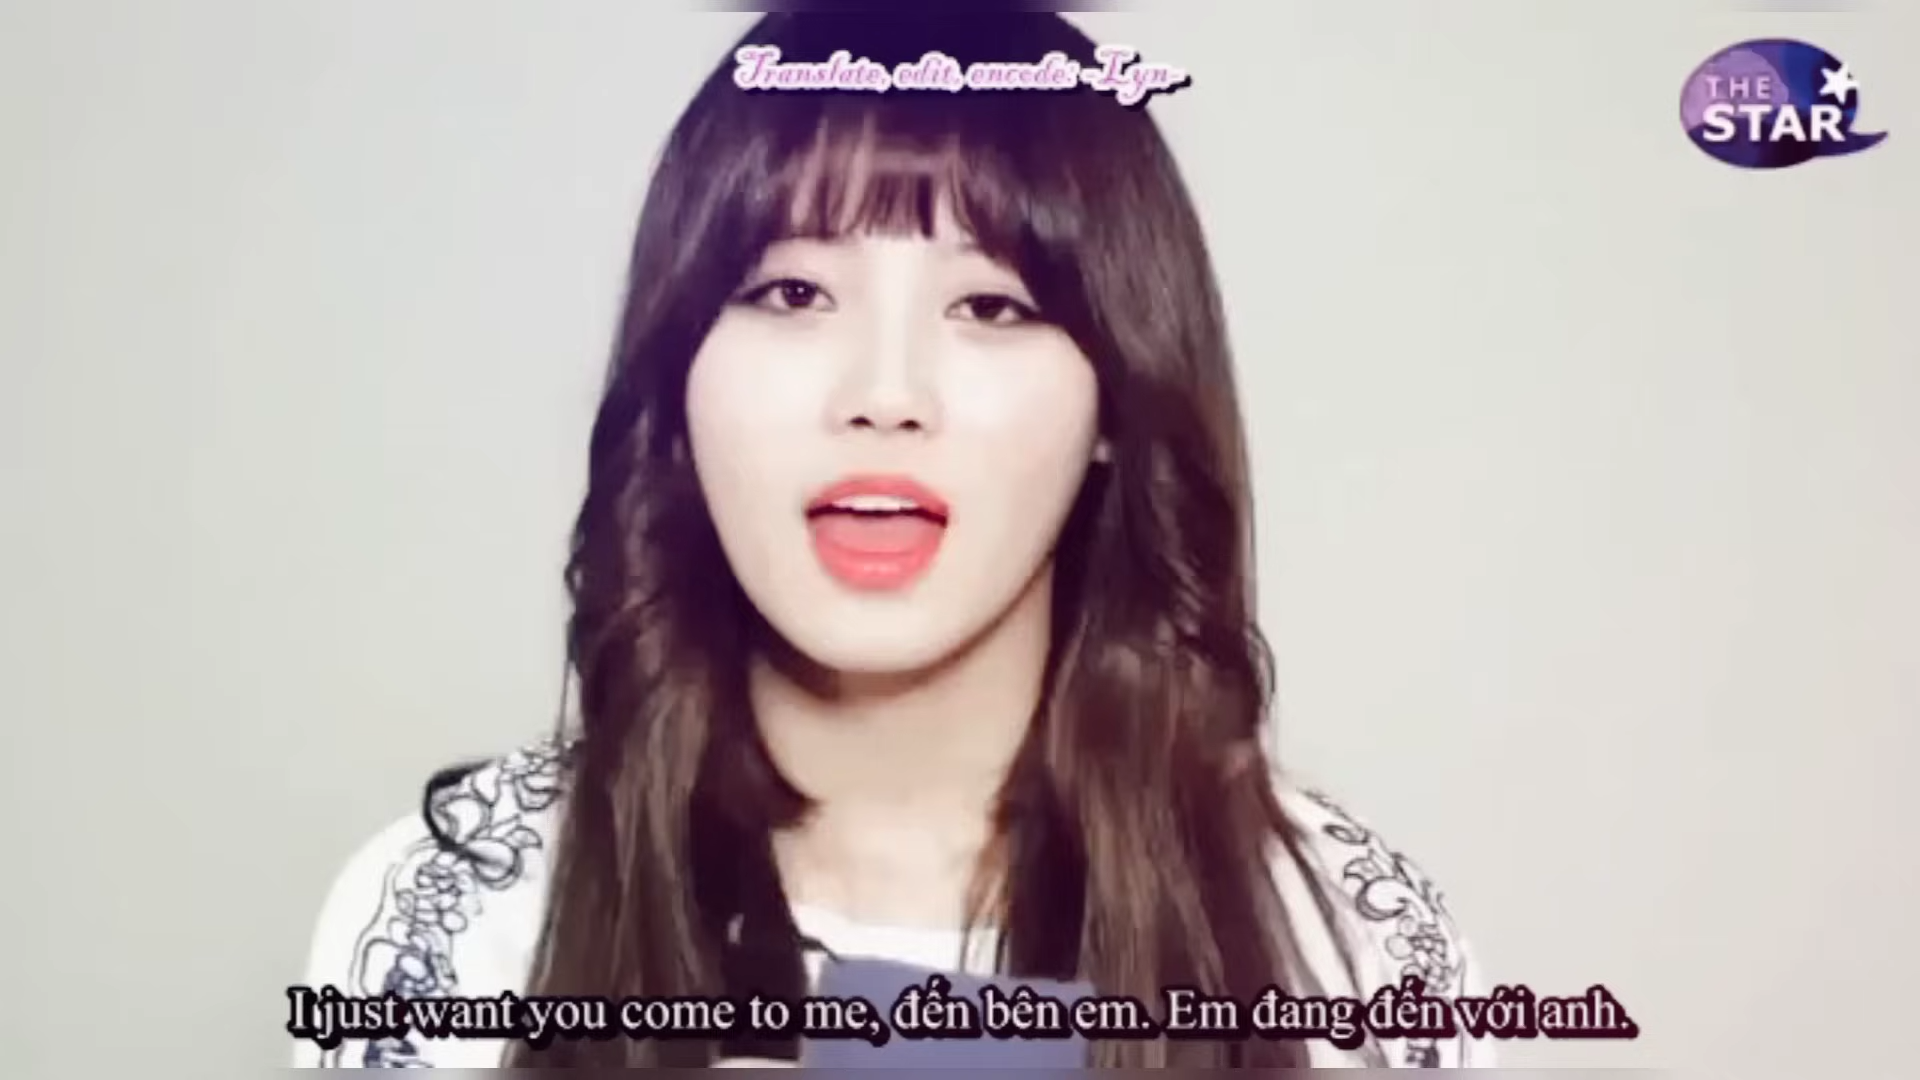 Translate, edit, encode: -Lyn-
THE
STAR
I just want you come to me, đến bên em. Em đang đến với anh.